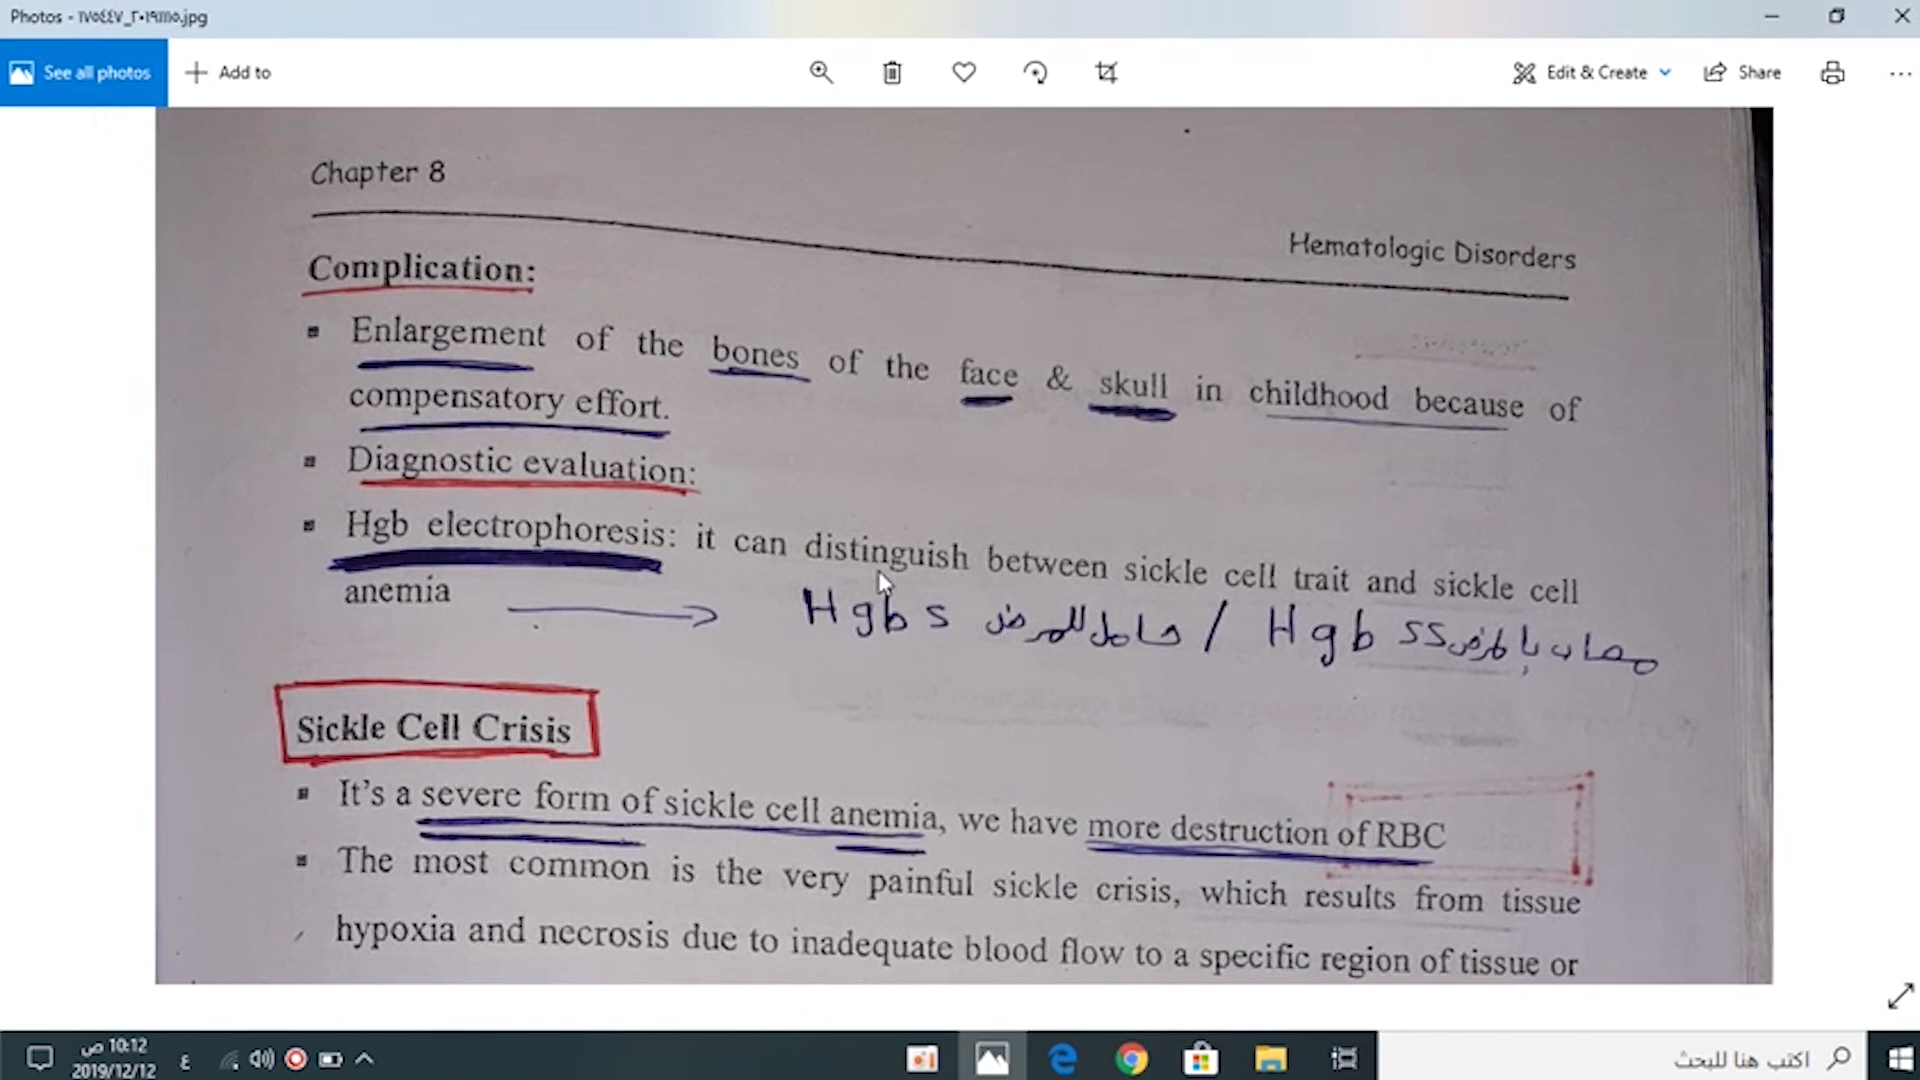 Photos - ٢٠١٩١١١٥_١٧٥٤٤٧.jpg
See all photos
Add to
Edit & Create
Share
Chapter 8
Hematologic Disorders
Complication:
▪ Enlargement of the bones of the face & skull in childhood because of
compensatory effort.
▪ Diagnostic evaluation:
▪ Hgb electrophoresis: it can distinguish between sickle cell trait and sickle cell
anemia
Hgb S حامل للمرض / Hgb SS مصاب بالمرض
Sickle Cell Crisis
▪ It's a severe form of sickle cell anemia, we have more destruction of RBC
▪ The most common is the very painful sickle crisis, which results from tissue
hypoxia and necrosis due to inadequate blood flow to a specific region of tissue or
10:12 ص
2019/12/12
ع
اكتب هنا للبحث